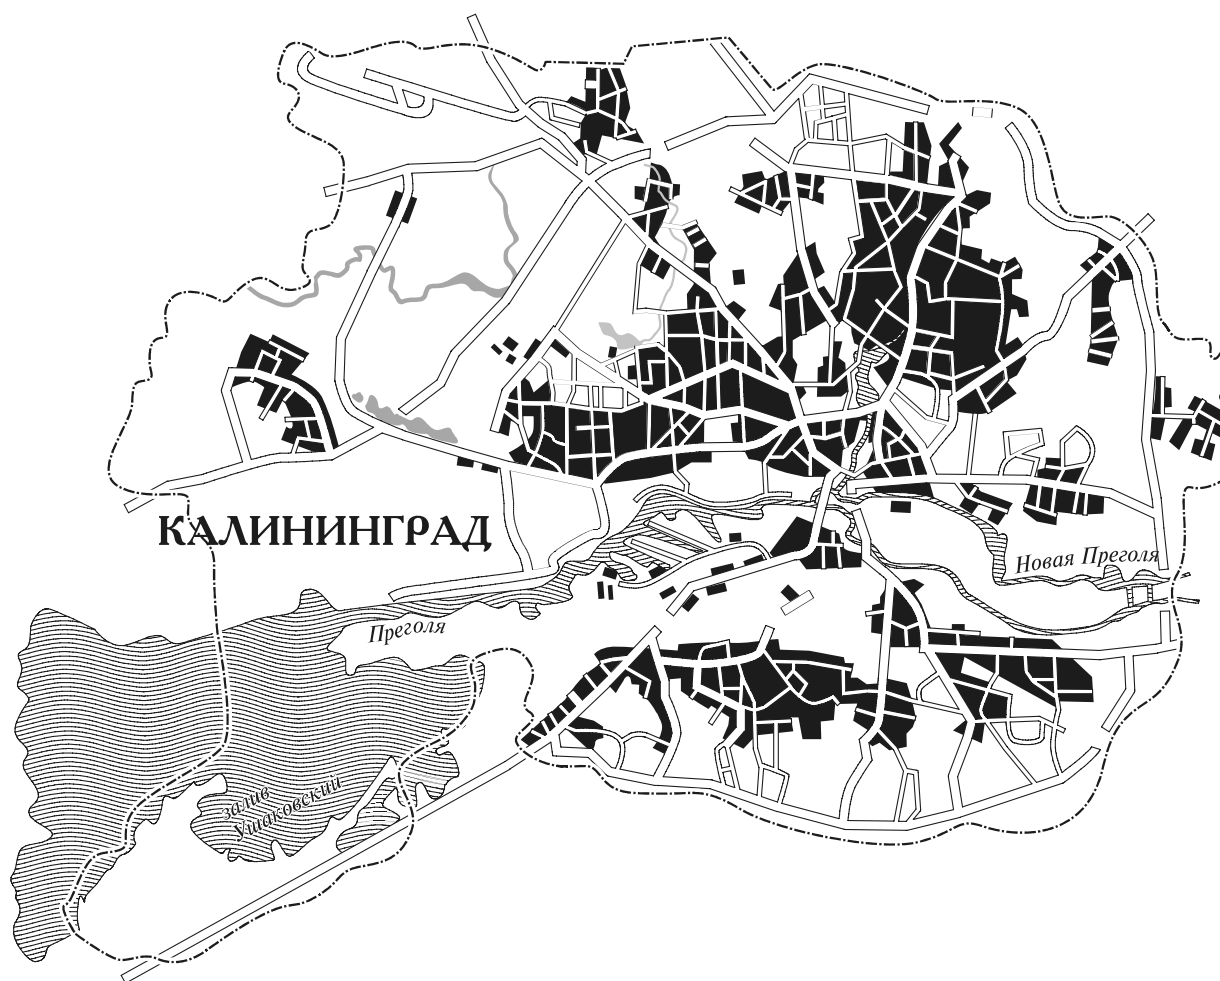 КАЛИНИНГРАД
Новая Преголя
Преголя
залив
Ушаковский